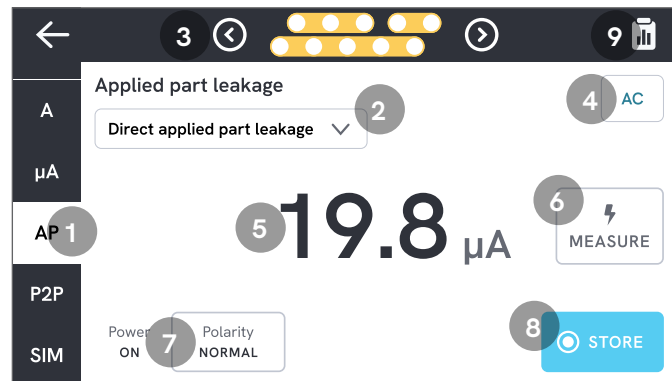 3
9
Applied part leakage
Direct applied part leakage
2
4
AC
A
µA
AP
1
5
19.8 µA
6
MEASURE
P2P
SIM
Power
ON
7
Polarity
NORMAL
8
STORE